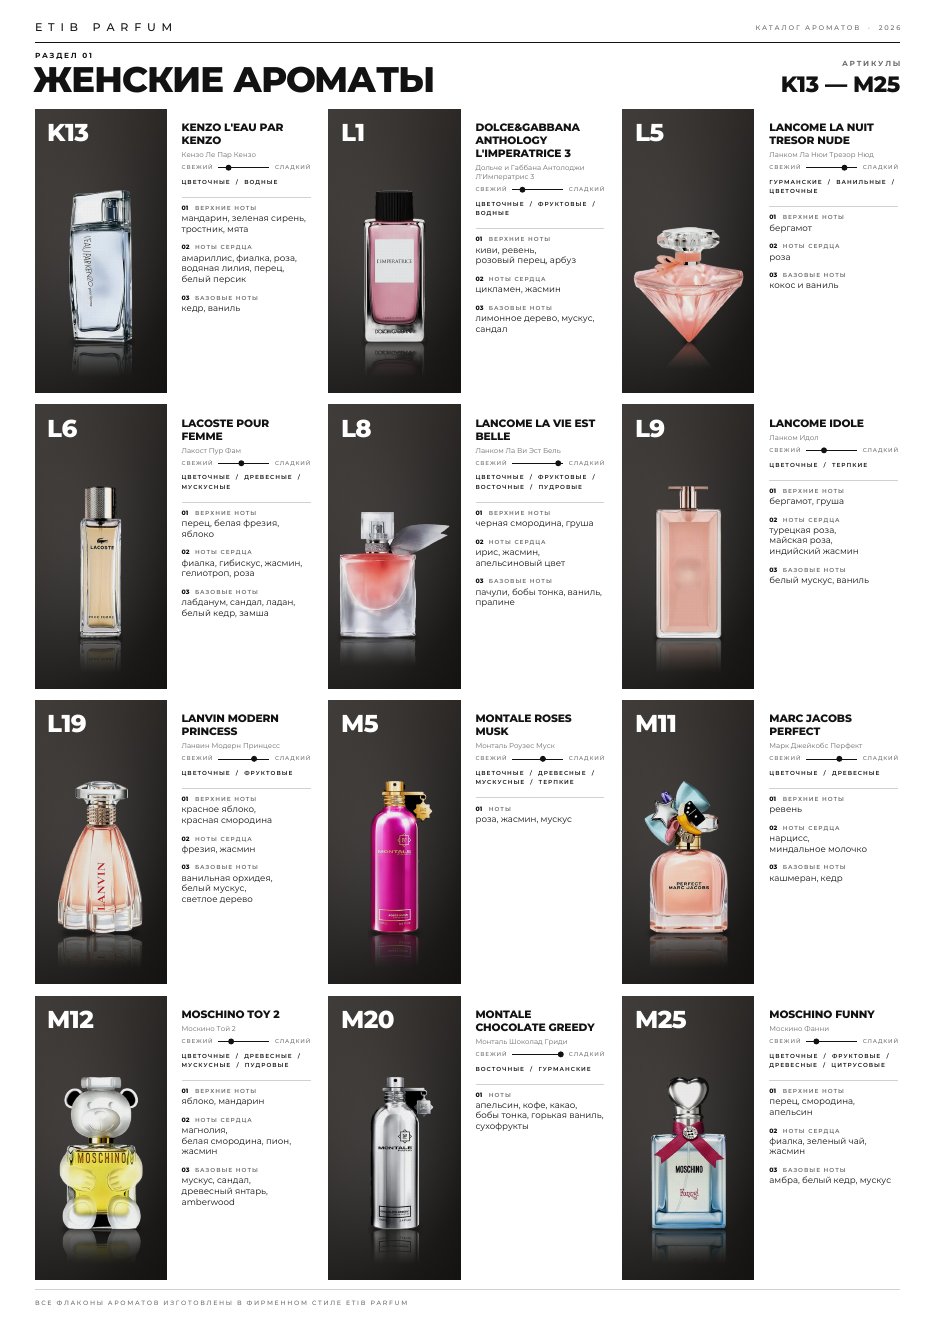 ETIB PARFUM
КАТАЛОГ АРОМАТОВ · 2026
РАЗДЕЛ 01
ЖЕНСКИЕ АРОМАТЫ
АРТИКУЛЫ
K13 — M25
K13
KENZO L'EAU PAR
KENZO
Кензо Ле Пар Кензо
СВЕЖИЙ СЛАДКИЙ
ЦВЕТОЧНЫЕ / ВОДНЫЕ
01 ВЕРХНИЕ НОТЫ
мандарин, зеленая сирень,
тростник, мята
02 НОТЫ СЕРДЦА
амариллис, фиалка, роза,
водяная лилия, перец,
белый персик
03 БАЗОВЫЕ НОТЫ
кедр, ваниль
L1
L'IMPERATRICE
DOLCE&GABBANA
DOLCE&GABBANA
ANTHOLOGY
L'IMPERATRICE 3
Дольче и Габбана Антолоджи
Л'Императрис 3
СВЕЖИЙ СЛАДКИЙ
ЦВЕТОЧНЫЕ / ФРУКТОВЫЕ /
ВОДНЫЕ
01 ВЕРХНИЕ НОТЫ
киви, ревень,
розовый перец, арбуз
02 НОТЫ СЕРДЦА
цикламен, жасмин
03 БАЗОВЫЕ НОТЫ
лимонное дерево, мускус,
сандал
L5
LANCOME LA NUIT
TRESOR NUDE
Ланком Ла Нюи Трезор Нюд
СВЕЖИЙ СЛАДКИЙ
ГУРМАНСКИЕ / ВАНИЛЬНЫЕ /
ЦВЕТОЧНЫЕ
01 ВЕРХНИЕ НОТЫ
бергамот
02 НОТЫ СЕРДЦА
роза
03 БАЗОВЫЕ НОТЫ
кокос и ваниль
L6
LACOSTE
POUR FEMME
LACOSTE POUR
FEMME
Лакост Пур Фам
СВЕЖИЙ СЛАДКИЙ
ЦВЕТОЧНЫЕ / ДРЕВЕСНЫЕ /
МУСКУСНЫЕ
01 ВЕРХНИЕ НОТЫ
перец, белая фрезия,
яблоко
02 НОТЫ СЕРДЦА
фиалка, гибискус, жасмин,
гелиотроп, роза
03 БАЗОВЫЕ НОТЫ
лабданум, сандал, ладан,
белый кедр, замша
L8
LANCOME LA VIE EST
BELLE
Ланком Ла Ви Эст Бель
СВЕЖИЙ СЛАДКИЙ
ЦВЕТОЧНЫЕ / ФРУКТОВЫЕ /
ВОСТОЧНЫЕ / ПУДРОВЫЕ
01 ВЕРХНИЕ НОТЫ
черная смородина, груша
02 НОТЫ СЕРДЦА
ирис, жасмин,
апельсиновый цвет
03 БАЗОВЫЕ НОТЫ
пачули, бобы тонка, ваниль,
пралине
L9
LANCOME IDOLE
Ланком Идол
СВЕЖИЙ СЛАДКИЙ
ЦВЕТОЧНЫЕ / ТЕРПКИЕ
01 ВЕРХНИЕ НОТЫ
бергамот, груша
02 НОТЫ СЕРДЦА
турецкая роза,
майская роза,
индийский жасмин
03 БАЗОВЫЕ НОТЫ
белый мускус, ваниль
L19
LANVIN
LANVIN MODERN
PRINCESS
Ланвин Модерн Принцесс
СВЕЖИЙ СЛАДКИЙ
ЦВЕТОЧНЫЕ / ФРУКТОВЫЕ
01 ВЕРХНИЕ НОТЫ
красное яблоко,
красная смородина
02 НОТЫ СЕРДЦА
фрезия, жасмин
03 БАЗОВЫЕ НОТЫ
ванильная орхидея,
белый мускус,
светлое дерево
M5
MONTALE
MONTALE ROSES
MUSK
Монталь Роузес Муск
СВЕЖИЙ СЛАДКИЙ
ЦВЕТОЧНЫЕ / ДРЕВЕСНЫЕ /
МУСКУСНЫЕ / ТЕРПКИЕ
01 НОТЫ
роза, жасмин, мускус
M11
PERFECT
MARC JACOBS
MARC JACOBS
PERFECT
Марк Джейкобс Перфект
СВЕЖИЙ СЛАДКИЙ
ЦВЕТОЧНЫЕ / ДРЕВЕСНЫЕ
01 ВЕРХНИЕ НОТЫ
ревень
02 НОТЫ СЕРДЦА
нарцисс,
миндальное молочко
03 БАЗОВЫЕ НОТЫ
кашмеран, кедр
M12
MOSCHINO
MOSCHINO TOY 2
Москино Той 2
СВЕЖИЙ СЛАДКИЙ
ЦВЕТОЧНЫЕ / ДРЕВЕСНЫЕ /
МУСКУСНЫЕ / ПУДРОВЫЕ
01 ВЕРХНИЕ НОТЫ
яблоко, мандарин
02 НОТЫ СЕРДЦА
магнолия,
белая смородина, пион,
жасмин
03 БАЗОВЫЕ НОТЫ
мускус, сандал,
древесный янтарь,
amberwood
M20
MONTALE
MONTALE
CHOCOLATE GREEDY
Монталь Шоколад Гриди
СВЕЖИЙ СЛАДКИЙ
ВОСТОЧНЫЕ / ГУРМАНСКИЕ
01 НОТЫ
апельсин, кофе, какао,
бобы тонка, горькая ваниль,
сухофрукты
M25
MOSCHINO
Funny!
MOSCHINO FUNNY
Москино Фанни
СВЕЖИЙ СЛАДКИЙ
ЦВЕТОЧНЫЕ / ФРУКТОВЫЕ /
ДРЕВЕСНЫЕ / ЦИТРУСОВЫЕ
01 ВЕРХНИЕ НОТЫ
перец, смородина,
апельсин
02 НОТЫ СЕРДЦА
фиалка, зеленый чай,
жасмин
03 БАЗОВЫЕ НОТЫ
амбра, белый кедр, мускус
ВСЕ ФЛАКОНЫ АРОМАТОВ ИЗГОТОВЛЕНЫ В ФИРМЕННОМ СТИЛЕ ETIB PARFUM